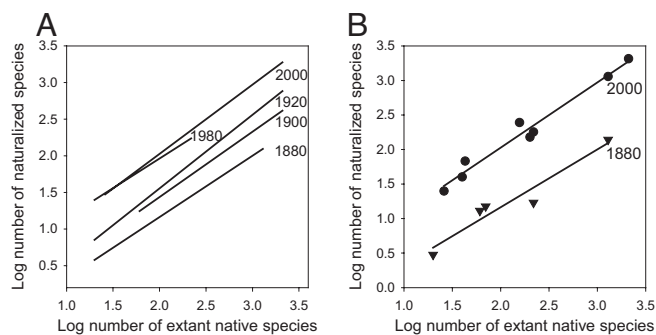 A
B
Log number of naturalized species
3.5
3.0
2.5
2.0
1.5
1.0
0.5
2000
1920
1900
1980
1880
1.0 1.5 2.0 2.5 3.0 3.5
Log number of extant native species
Log number of naturalized species
3.5
3.0
2.5
2.0
1.5
1.0
0.5
0.0
2000
1880
1.0 1.5 2.0 2.5 3.0 3.5
Log number of extant native species